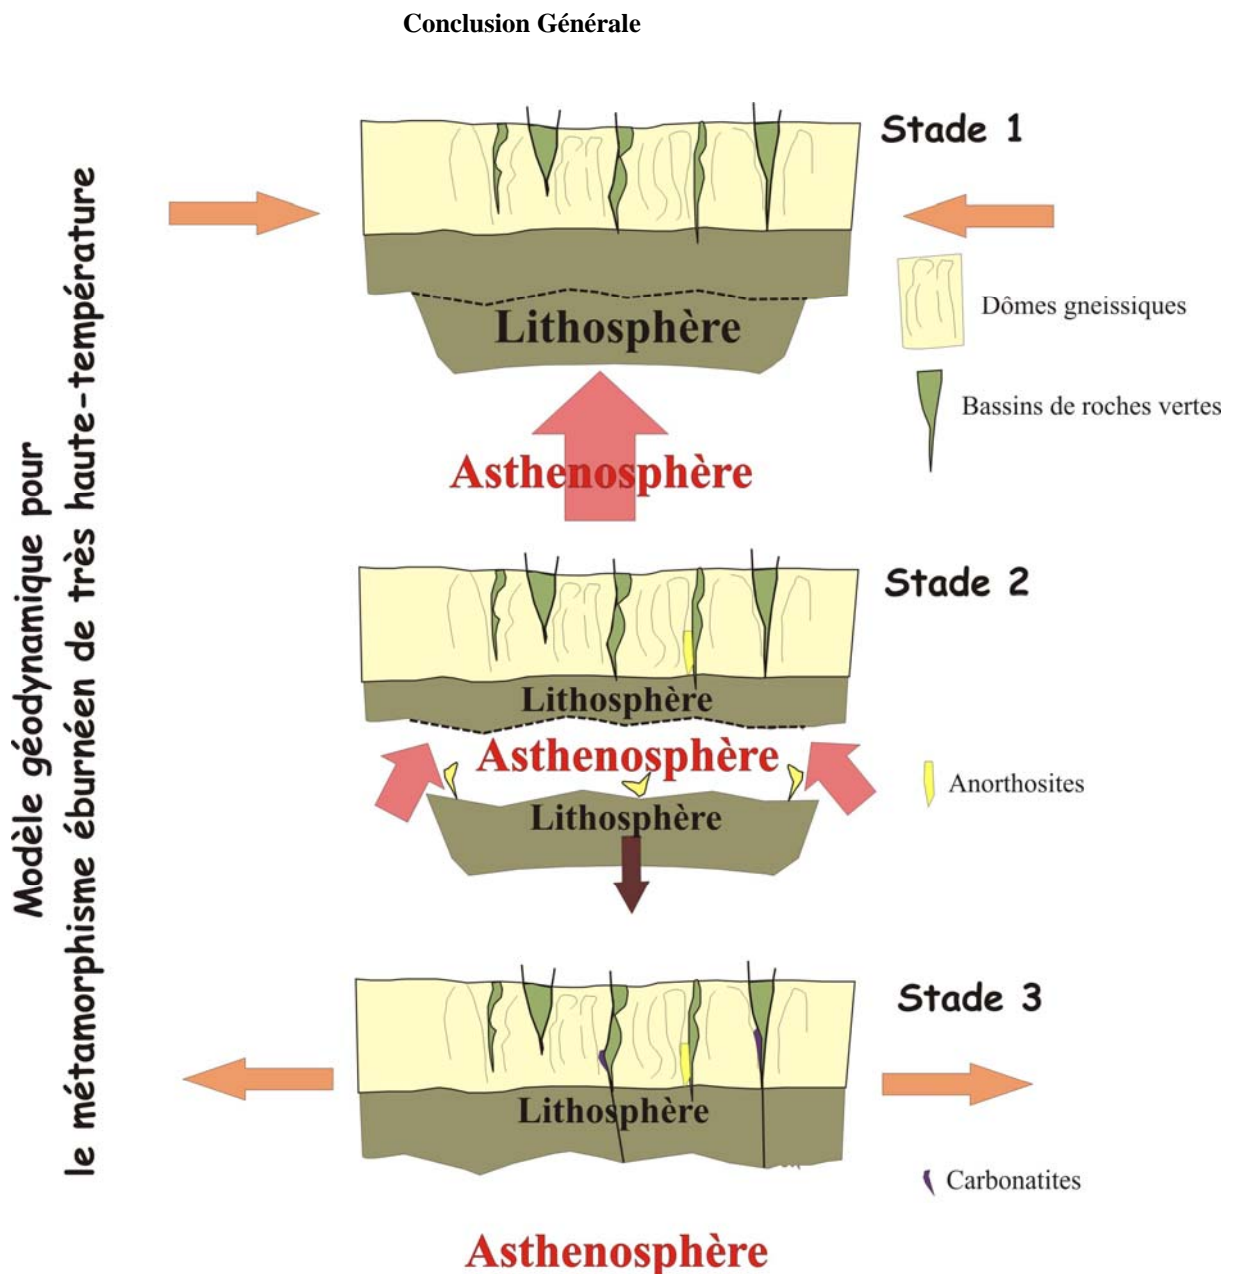 Conclusion Générale
Modèle géodynamique pour
le métamorphisme éburnéen de très haute-température
Stade 1
Lithosphère
Dômes gneissiques
Bassins de roches vertes
Asthenosphère
Stade 2
Lithosphère
Asthenosphère
Anorthosites
Lithosphère
Stade 3
Lithosphère
Carbonatites
Asthenosphère